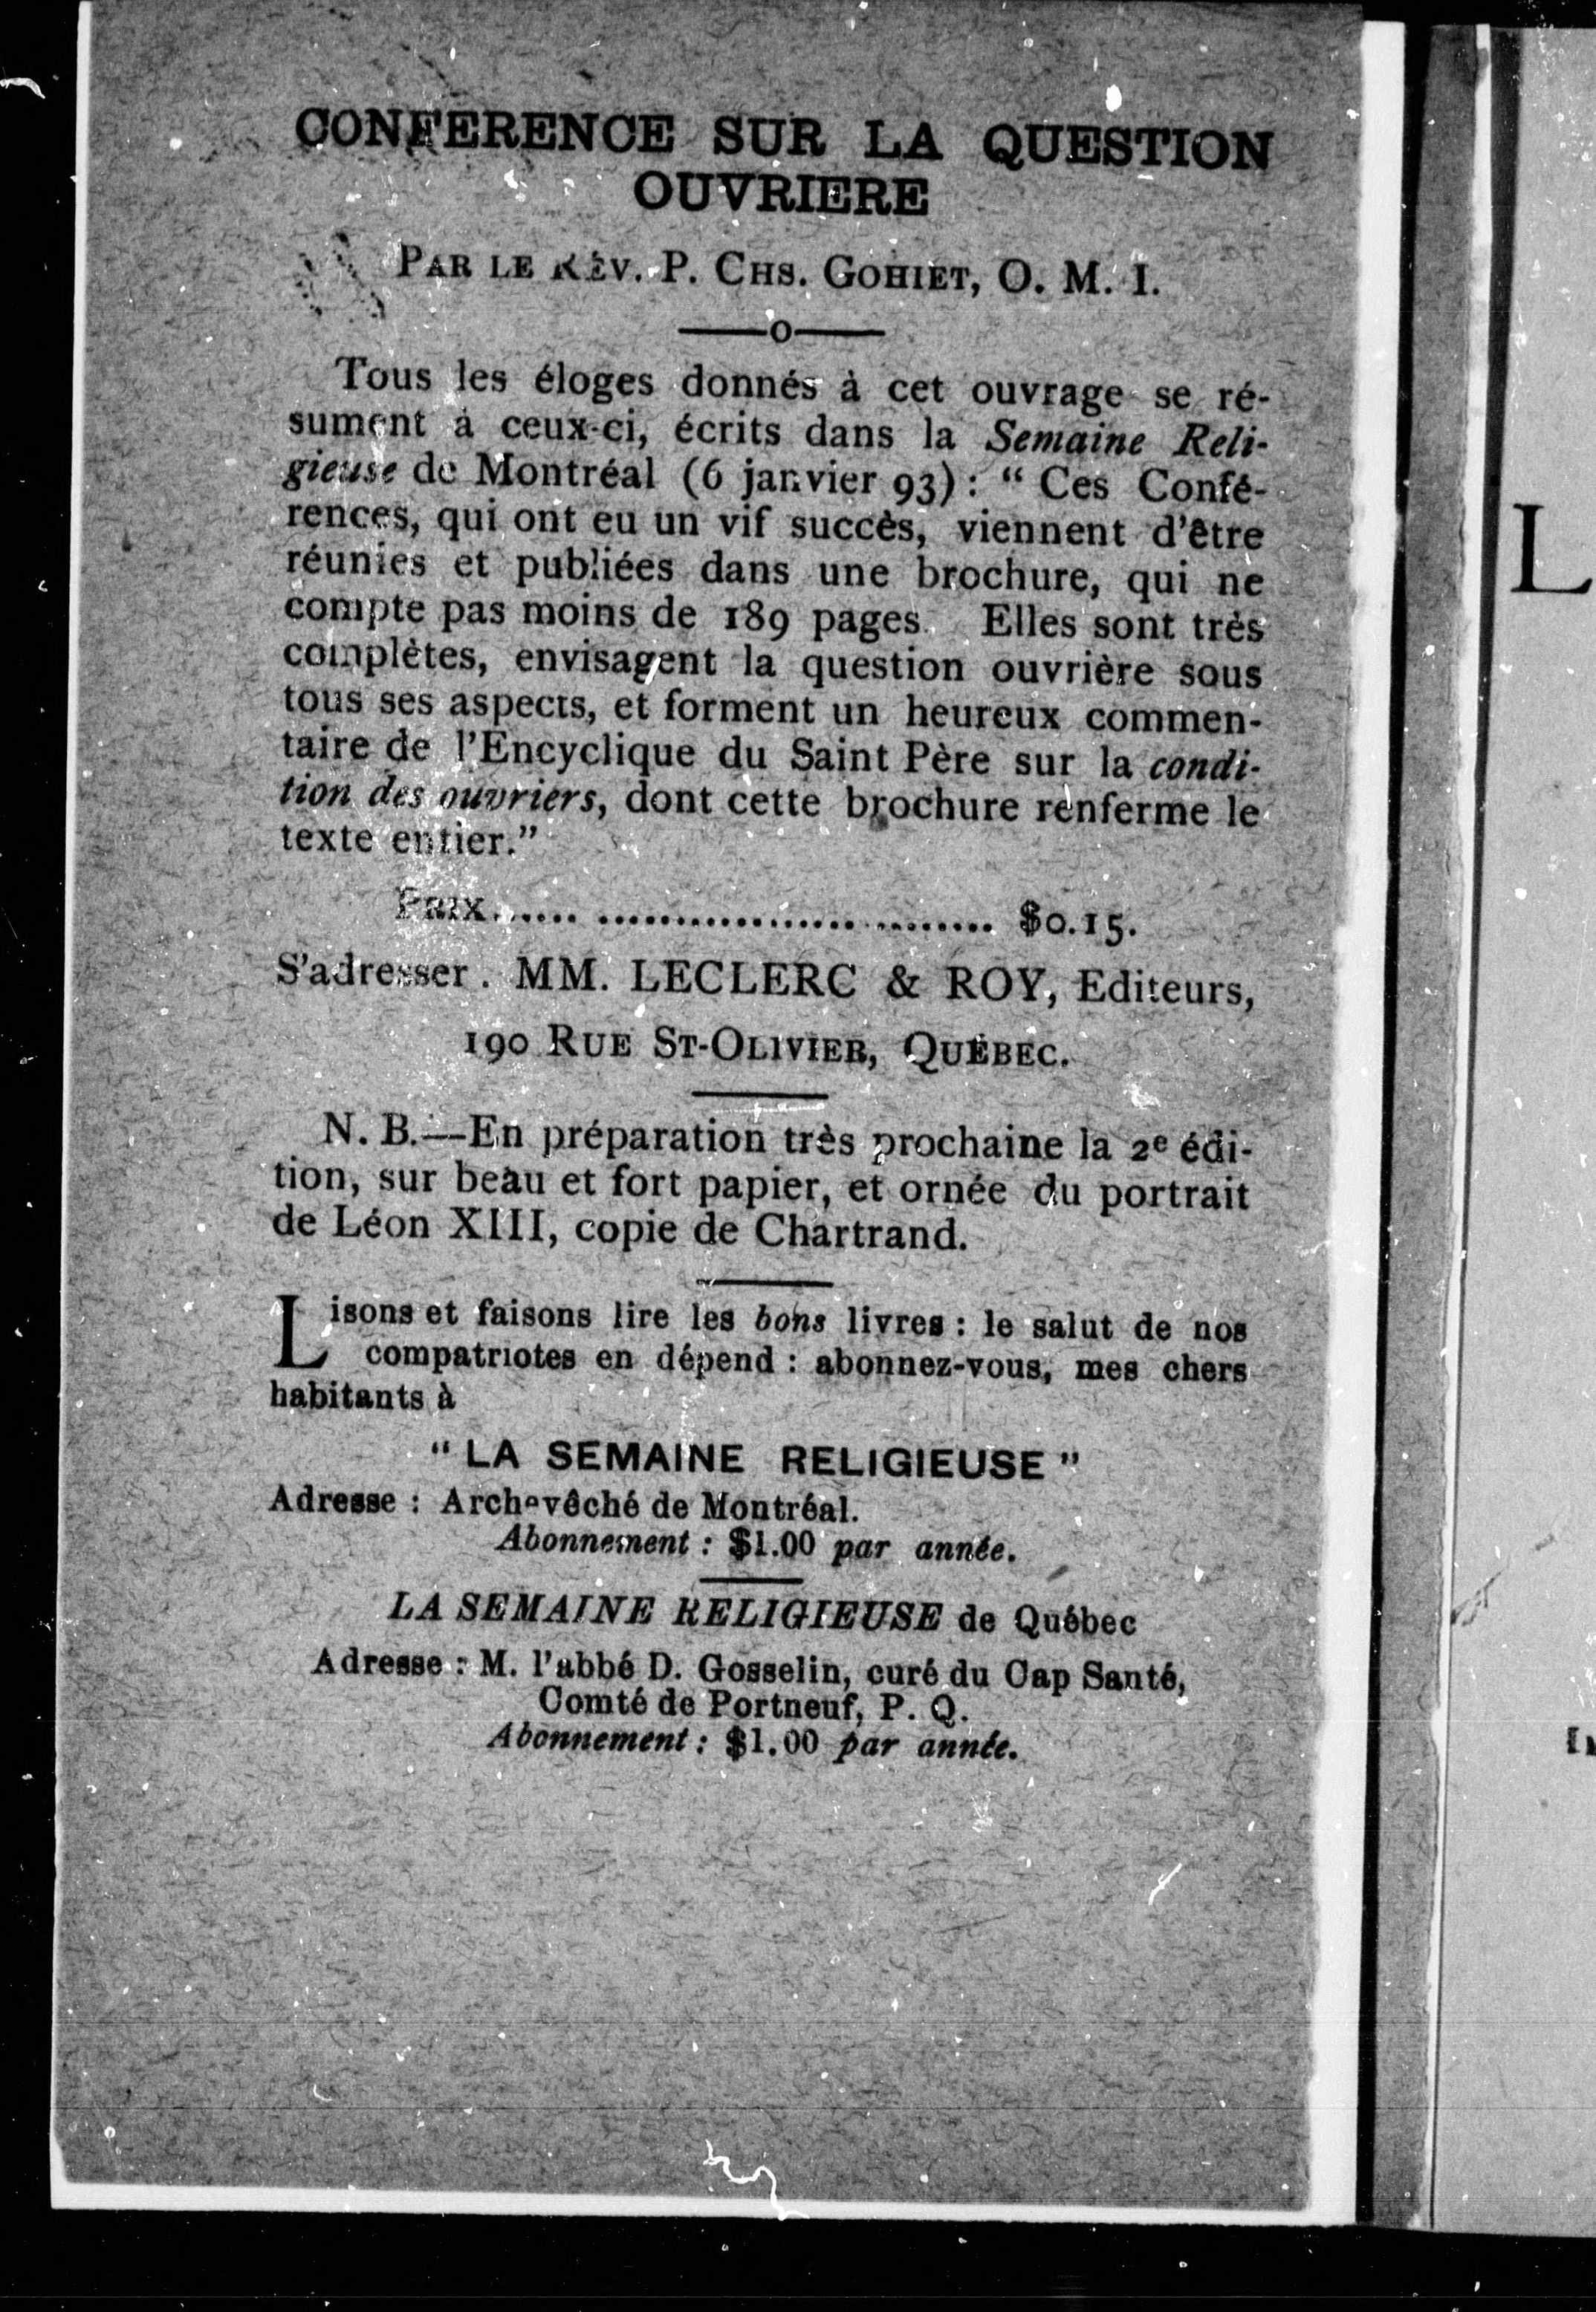 CONFERENCE SUR LA QUESTION
OUVRIERE
PAR LE RÉV. P. CHS. GOHIET, O. M. I.
——o——
Tous les éloges donnés à cet ouvrage se ré-
sument à ceux-ci, écrits dans la Semaine Reli-
gieuse de Montréal (6 janvier 93) : “ Ces Confé-
rences, qui ont eu un vif succès, viennent d'être
réunies et publiées dans une brochure, qui ne
compte pas moins de 189 pages. Elles sont très
complètes, envisagent la question ouvrière sous
tous ses aspects, et forment un heureux commen-
taire de l'Encyclique du Saint Père sur la condi-
tion des ouvriers, dont cette brochure renferme le
texte entier.”
PRIX...... .................................. $0.15.
S'adresser . MM. LECLERC & ROY, Editeurs,
190 RUE ST-OLIVIER, QUÉBEC.
N. B.—En préparation très prochaine la 2e édi-
tion, sur beau et fort papier, et ornée du portrait
de Léon XIII, copie de Chartrand.
Lisons et faisons lire les bons livres : le salut de nos
compatriotes en dépend : abonnez-vous, mes chers
habitants à
“ LA SEMAINE RELIGIEUSE ”
Adresse : Archevêché de Montréal.
Abonnement : $1.00 par année.
LA SEMAINE RELIGIEUSE de Québec
Adresse : M. l'abbé D. Gosselin, curé du Cap Santé,
Comté de Portneuf, P. Q.
Abonnement : $1.00 par année.
L